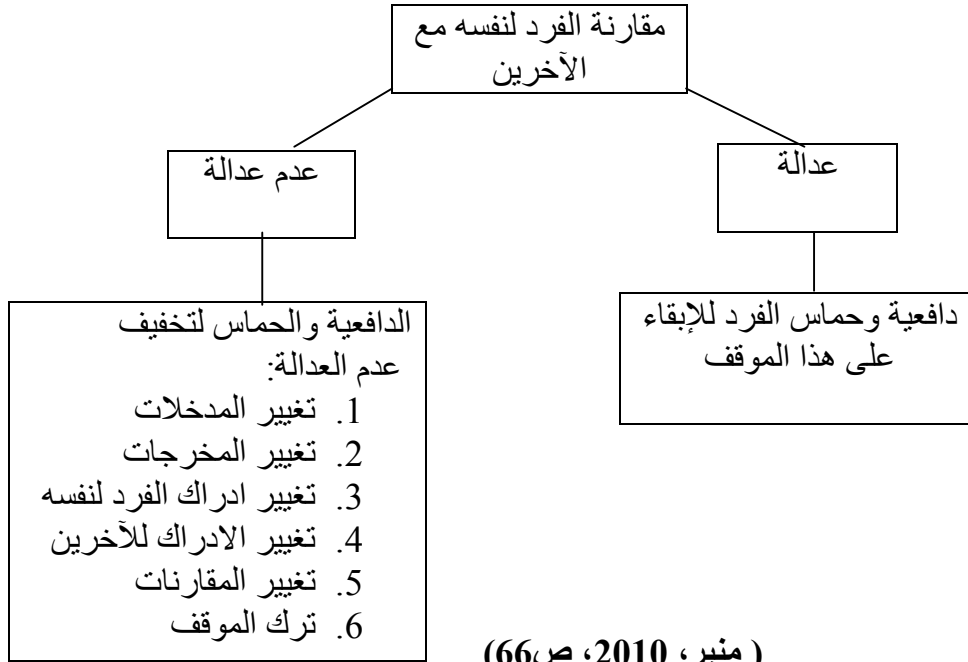 مقارنة الفرد لنفسه مع
الآخرين
عدالة
عدم عدالة
دافعية وحماس الفرد للإبقاء
على هذا الموقف
الدافعية والحماس لتخفيف
عدم العدالة:
1. تغيير المدخلات
2. تغيير المخرجات
3. تغيير ادراك الفرد لنفسه
4. تغيير الادراك للآخرين
5. تغيير المقارنات
6. ترك الموقف
( منير، 2010، ص66)